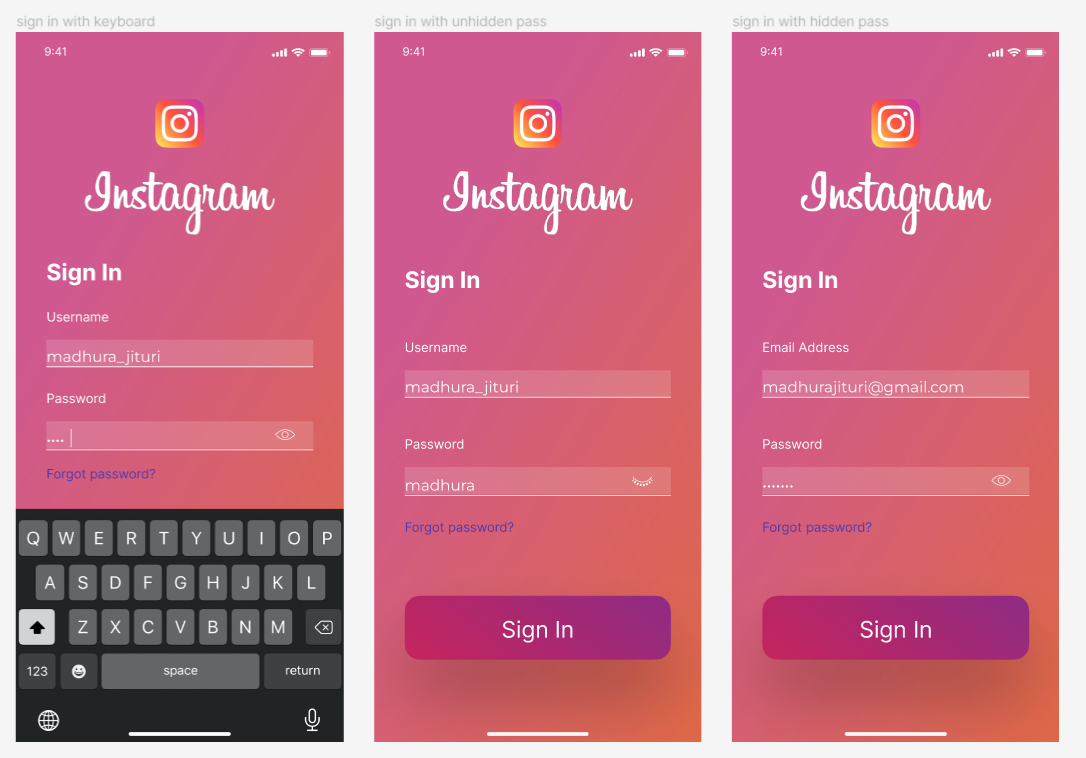 sign in with keyboard
9:41
Instagram
Sign In
Username
madhura_jituri
Password
.... |
Forgot password?
Q W E R T Y U I O P
A S D F G H J K L
Z X C V B N M
123 space return
sign in with unhidden pass
9:41
Instagram
Sign In
Username
madhura_jituri
Password
madhura
Forgot password?
Sign In
sign in with hidden pass
9:41
Instagram
Sign In
Email Address
madhurajituri@gmail.com
Password
.......
Forgot password?
Sign In